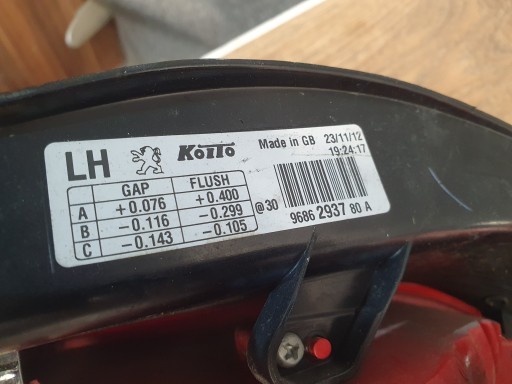 LH KOITO Made in GB 23/11/12
19:24:17
GAP FLUSH
A +0.076 +0.400
B -0.116 -0.299
C -0.143 -0.105
@30
9686 2937 80 A